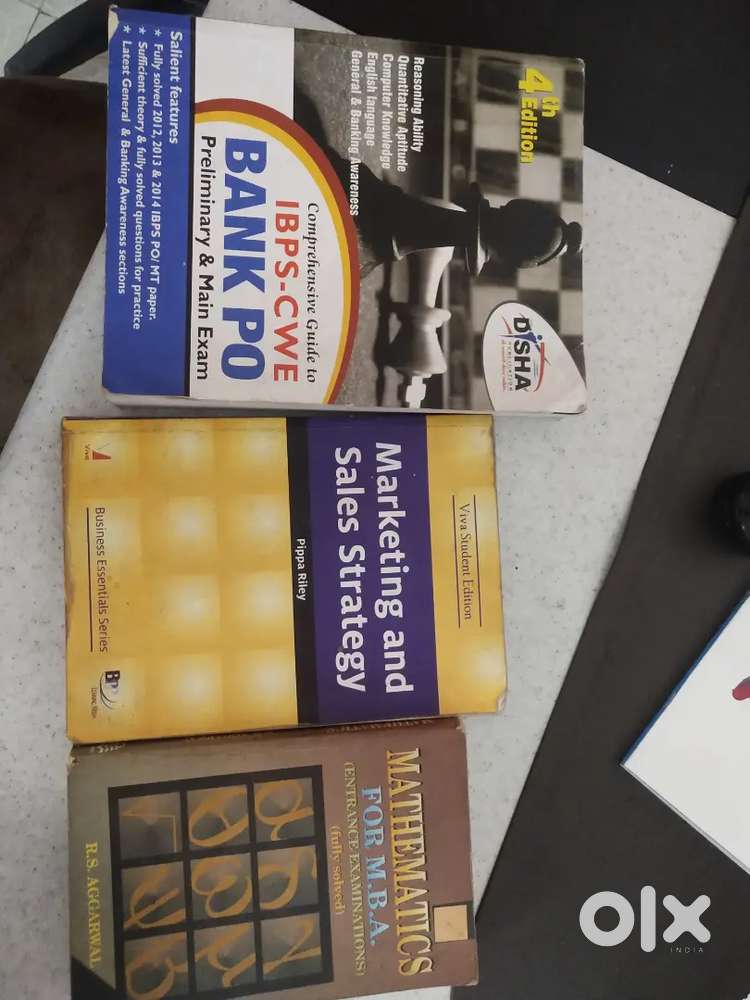 4th
Edition
Reasoning Ability
Quantitative Aptitude
Computer Knowledge
English language
General & Banking Awareness
DISHA
Comprehensive Guide to
IBPS-CWE
BANK PO
Preliminary & Main Exam
Salient features
★ Fully solved 2012, 2013 & 2014 IBPS PO/ MT paper.
★ Sufficient theory & fully solved questions for practice
★ Latest General & Banking Awareness sections
Viva Student Edition
Marketing and
Sales Strategy
Pippa Riley
VIVA
Business Essentials Series
BPP
MATHEMATICS
FOR M.B.A.
(ENTRANCE EXAMINATIONS)
(fully solved)
R.S. AGGARWAL
olx
INDIA